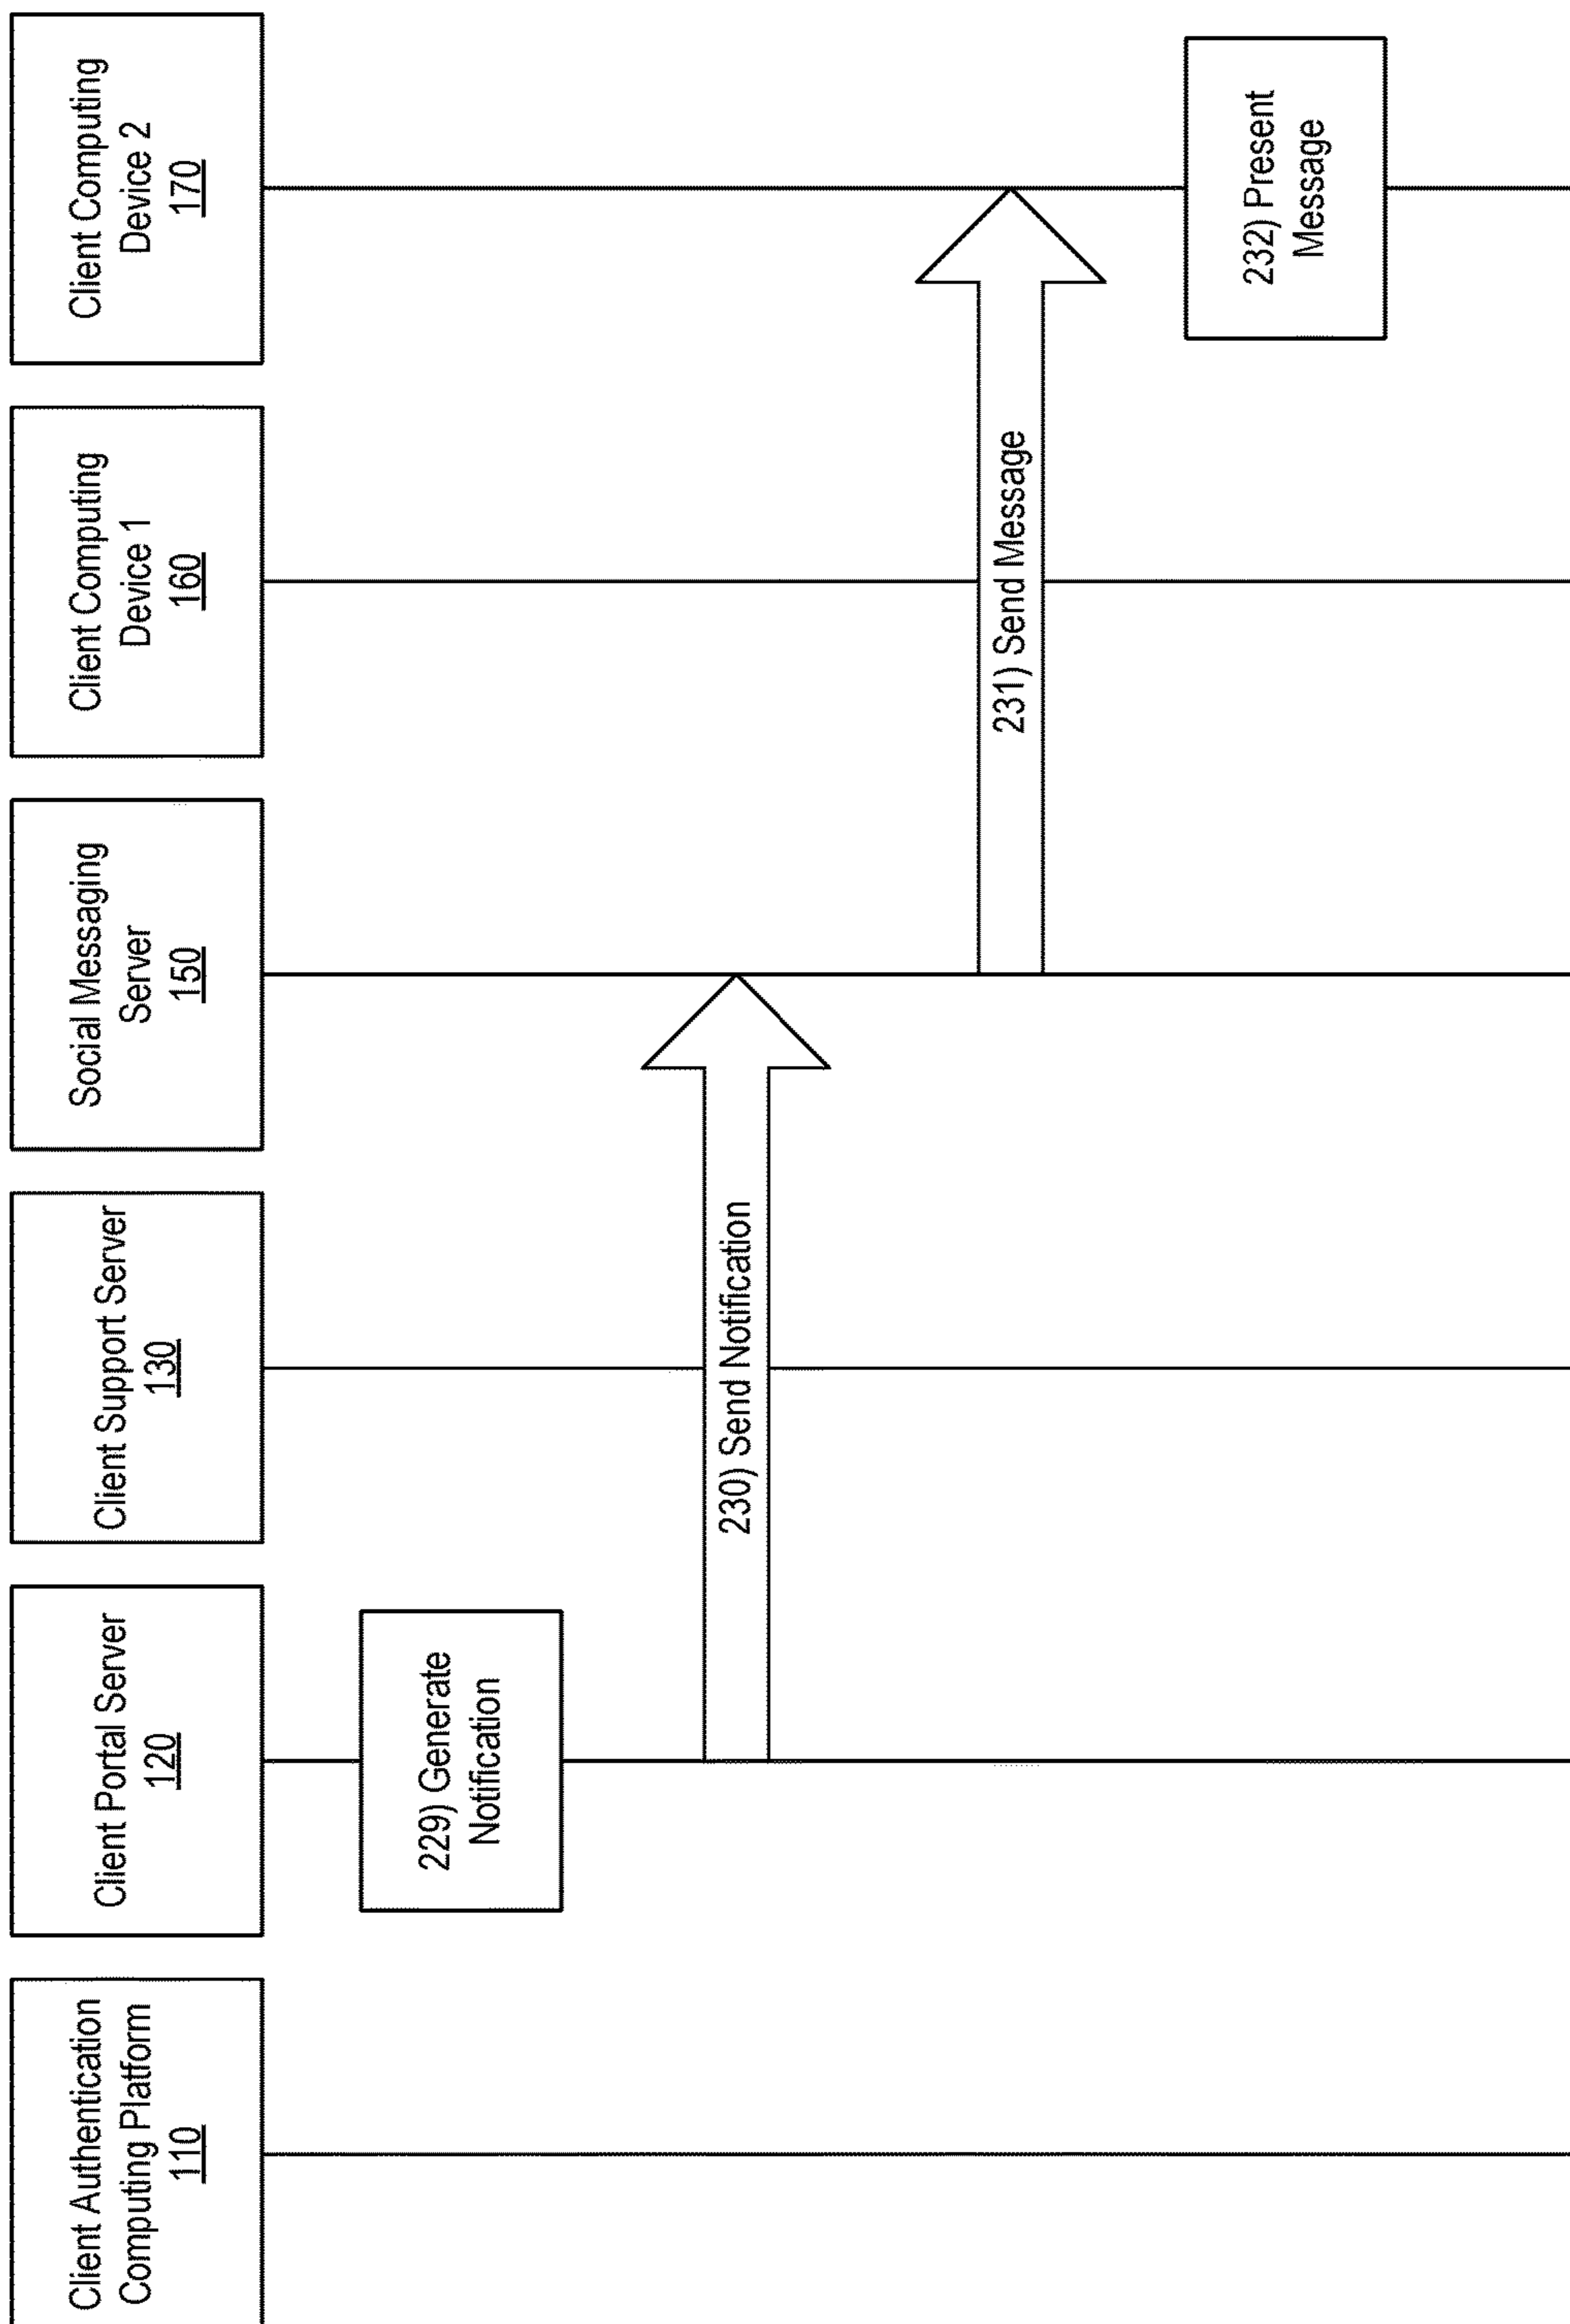 Client Authentication
Computing Platform
110
Client Portal Server
120
Client Support Server
130
Social Messaging
Server
150
Client Computing
Device 1
160
Client Computing
Device 2
170
229) Generate
Notification
230) Send Notification
231) Send Message
232) Present
Message